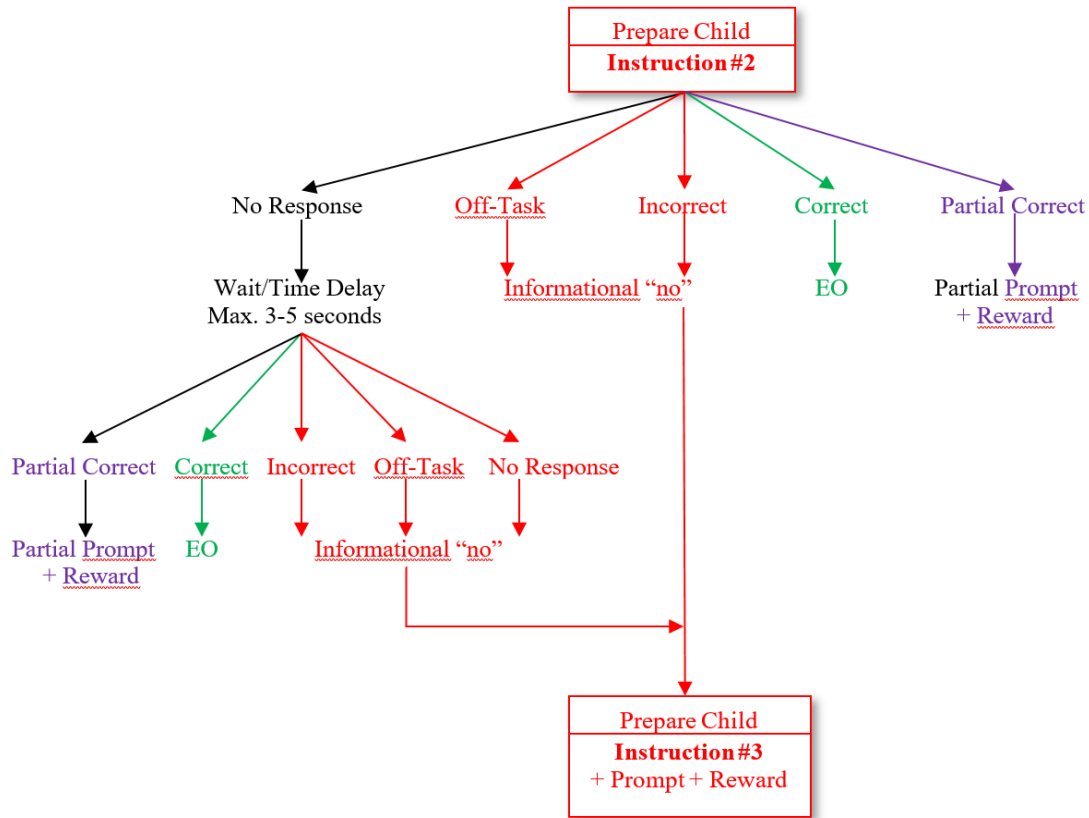 Prepare Child
Instruction #2
No Response
Off-Task
Incorrect
Correct
Partial Correct
Wait/Time Delay
Max. 3-5 seconds
Informational “no”
EO
Partial Prompt
+ Reward
Partial Correct
Correct
Incorrect
Off-Task
No Response
Partial Prompt
+ Reward
EO
Informational “no”
Prepare Child
Instruction #3
+ Prompt + Reward